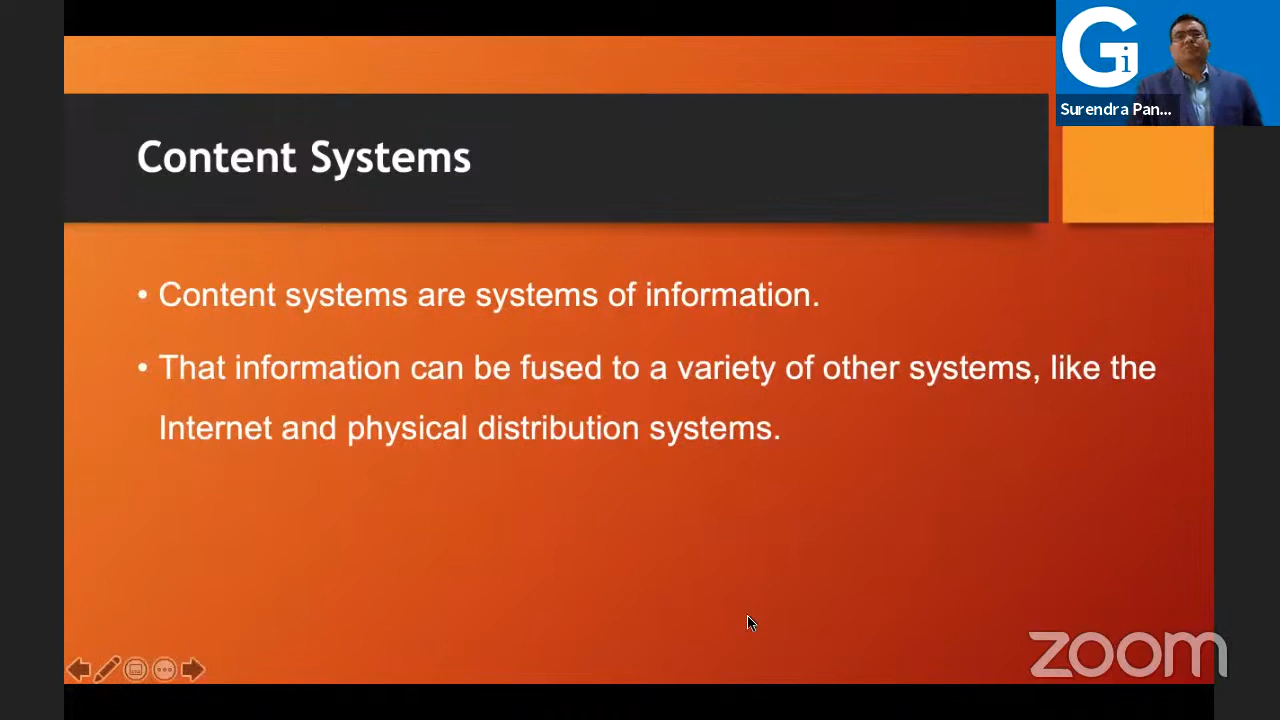 Gi
Surendra Pan...
Content Systems
• Content systems are systems of information.
• That information can be fused to a variety of other systems, like the
Internet and physical distribution systems.
zoom